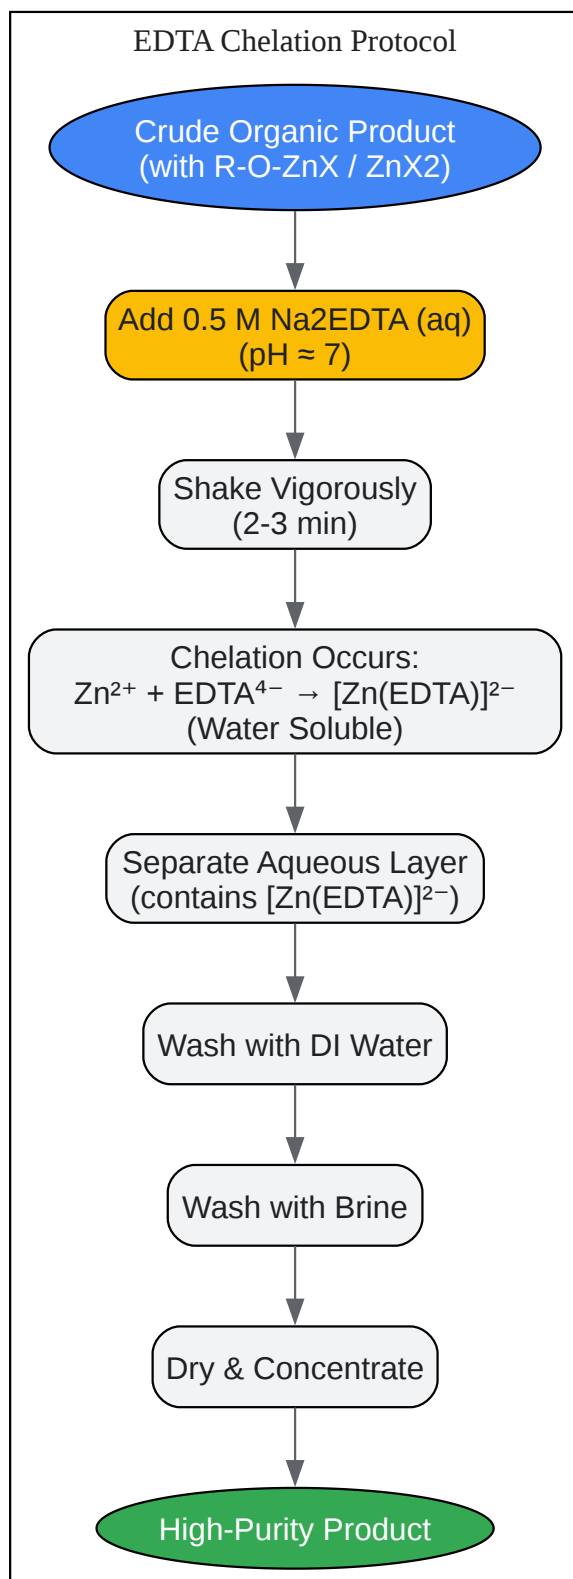 EDTA Chelation Protocol
Crude Organic Product
(with R-O-ZnX / ZnX2)
Add 0.5 M Na2EDTA (aq)
(pH ≈ 7)
Shake Vigorously
(2-3 min)
Chelation Occurs:
Zn²⁺ + EDTA⁴⁻ → [Zn(EDTA)]²⁻
(Water Soluble)
Separate Aqueous Layer
(contains [Zn(EDTA)]²⁻)
Wash with DI Water
Wash with Brine
Dry & Concentrate
High-Purity Product